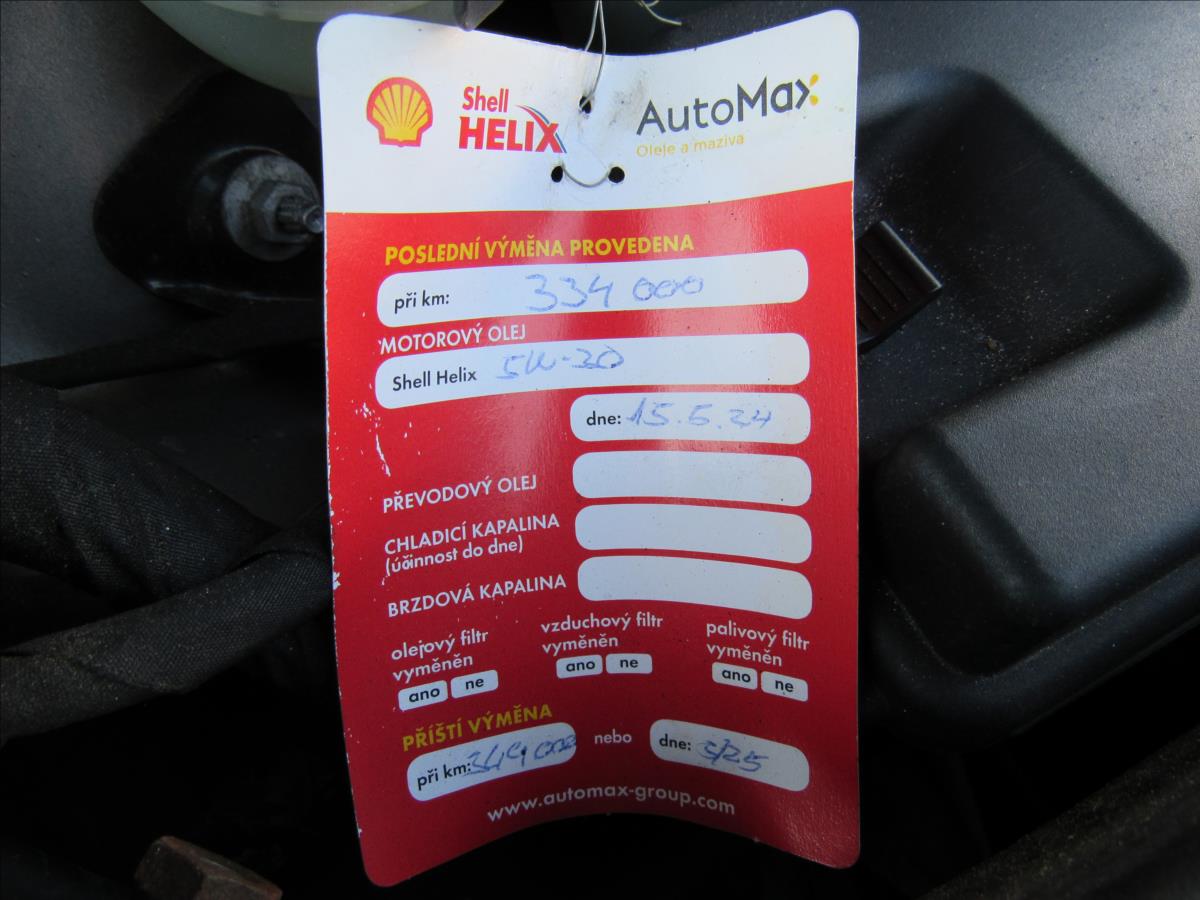 Shell
HELIX
AutoMax
Oleje a maziva
POSLEDNÍ VÝMĚNA PROVEDENA
při km: 334 000
MOTOROVÝ OLEJ
Shell Helix 5W-30
dne: 15.5.24
PŘEVODOVÝ OLEJ
CHLADICÍ KAPALINA
(účinnost do dne)
BRZDOVÁ KAPALINA
olejový filtr
vyměněn
ano ne
vzduchový filtr
vyměněn
ano ne
palivový filtr
vyměněn
ano ne
PŘÍŠTÍ VÝMĚNA
při km: 349 000 nebo dne: 5/25
www.automax-group.com